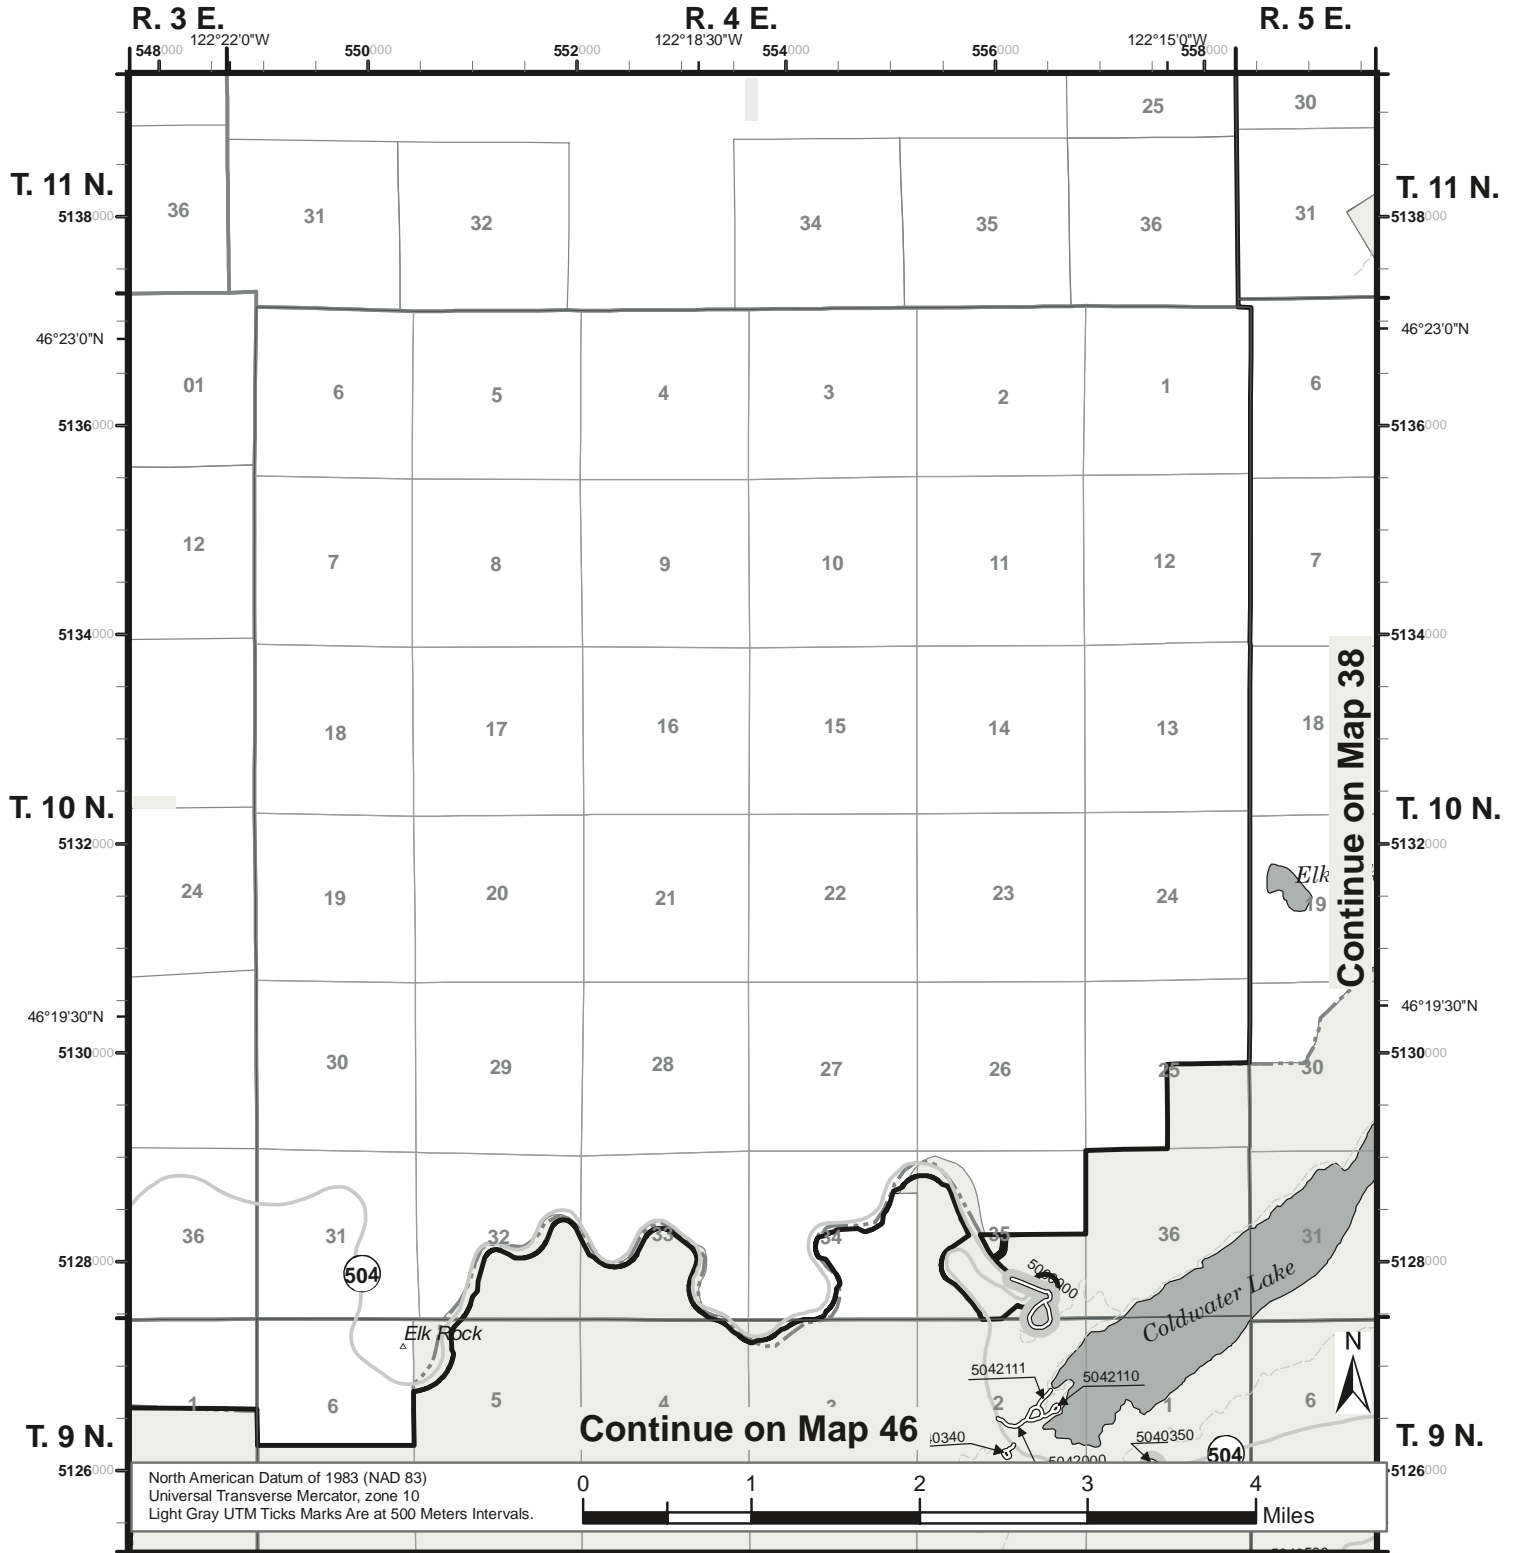 R. 3 E. R. 4 E. R. 5 E.
122°22'0"W 122°18'30"W 122°15'0"W
548000 550000 552000 554000 556000 558000
25 30
T. 11 N. T. 11 N.
36 31 32 34 35 36 31
5138000 5138000
46°23'0"N 46°23'0"N
01 6 5 4 3 2 1 6
5136000 5136000
12 7 8 9 10 11 12 7
5134000 5134000
Continue on Map 38
18 17 16 15 14 13 18
T. 10 N. T. 10 N.
5132000 5132000
Elk
24 19 20 21 22 23 24 19
46°19'30"N 46°19'30"N
5130000 5130000
30 29 28 27 26 25 30
36 31 32 33 34 35 36 31
5128000 5128000
504
Coldwater Lake
Elk Rock
N
5042111 5042110
1 6 5 4 3 2 1 6
Continue on Map 46
0340 5040350
T. 9 N. T. 9 N.
504
5042000
5126000 5126000
North American Datum of 1983 (NAD 83)
Universal Transverse Mercator, zone 10
Light Gray UTM Ticks Marks Are at 500 Meters Intervals.
0 1 2 3 4
Miles